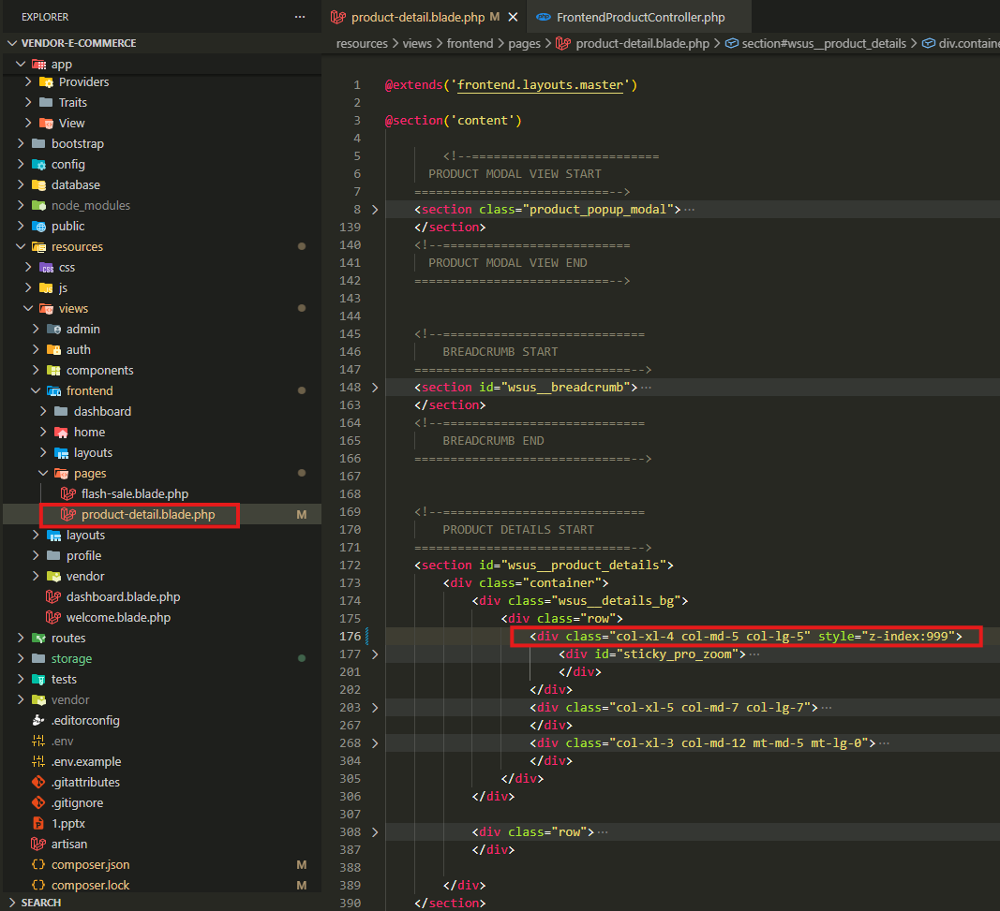 EXPLORER ···
VENDOR-E-COMMERCE
app
Providers
Traits
View
bootstrap
config
database
node_modules
public
resources
css
js
views
admin
auth
components
frontend
dashboard
home
layouts
pages
flash-sale.blade.php
product-detail.blade.php M
layouts
profile
vendor
dashboard.blade.php
welcome.blade.php
routes
storage
tests
vendor
.editorconfig
.env
.env.example
.gitattributes
.gitignore
1.pptx
artisan
composer.json M
composer.lock M
SEARCH
product-detail.blade.php M FrontendProductController.php
resources > views > frontend > pages > product-detail.blade.php > section#wsus__product_details > div.containe
1 @extends('frontend.layouts.master')
2
3 @section('content')
4
5 <!--==========================
6 PRODUCT MODAL VIEW START
7 ===========================-->
8 <section class="product_popup_modal">···
139 </section>
140 <!--==========================
141 PRODUCT MODAL VIEW END
142 ===========================-->
143
144
145 <!--============================
146 BREADCRUMB START
147 ==============================-->
148 <section id="wsus__breadcrumb">···
163 </section>
164 <!--============================
165 BREADCRUMB END
166 ==============================-->
167
168
169 <!--============================
170 PRODUCT DETAILS START
171 ==============================-->
172 <section id="wsus__product_details">
173 <div class="container">
174 <div class="wsus__details_bg">
175 <div class="row">
176 <div class="col-xl-4 col-md-5 col-lg-5" style="z-index:999">
177 <div id="sticky_pro_zoom">···
201 </div>
202 </div>
203 <div class="col-xl-5 col-md-7 col-lg-7">···
267 </div>
268 <div class="col-xl-3 col-md-12 mt-md-5 mt-lg-0">···
304 </div>
305 </div>
306 </div>
307
308 <div class="row">···
387 </div>
388
389 </div>
390 </section>